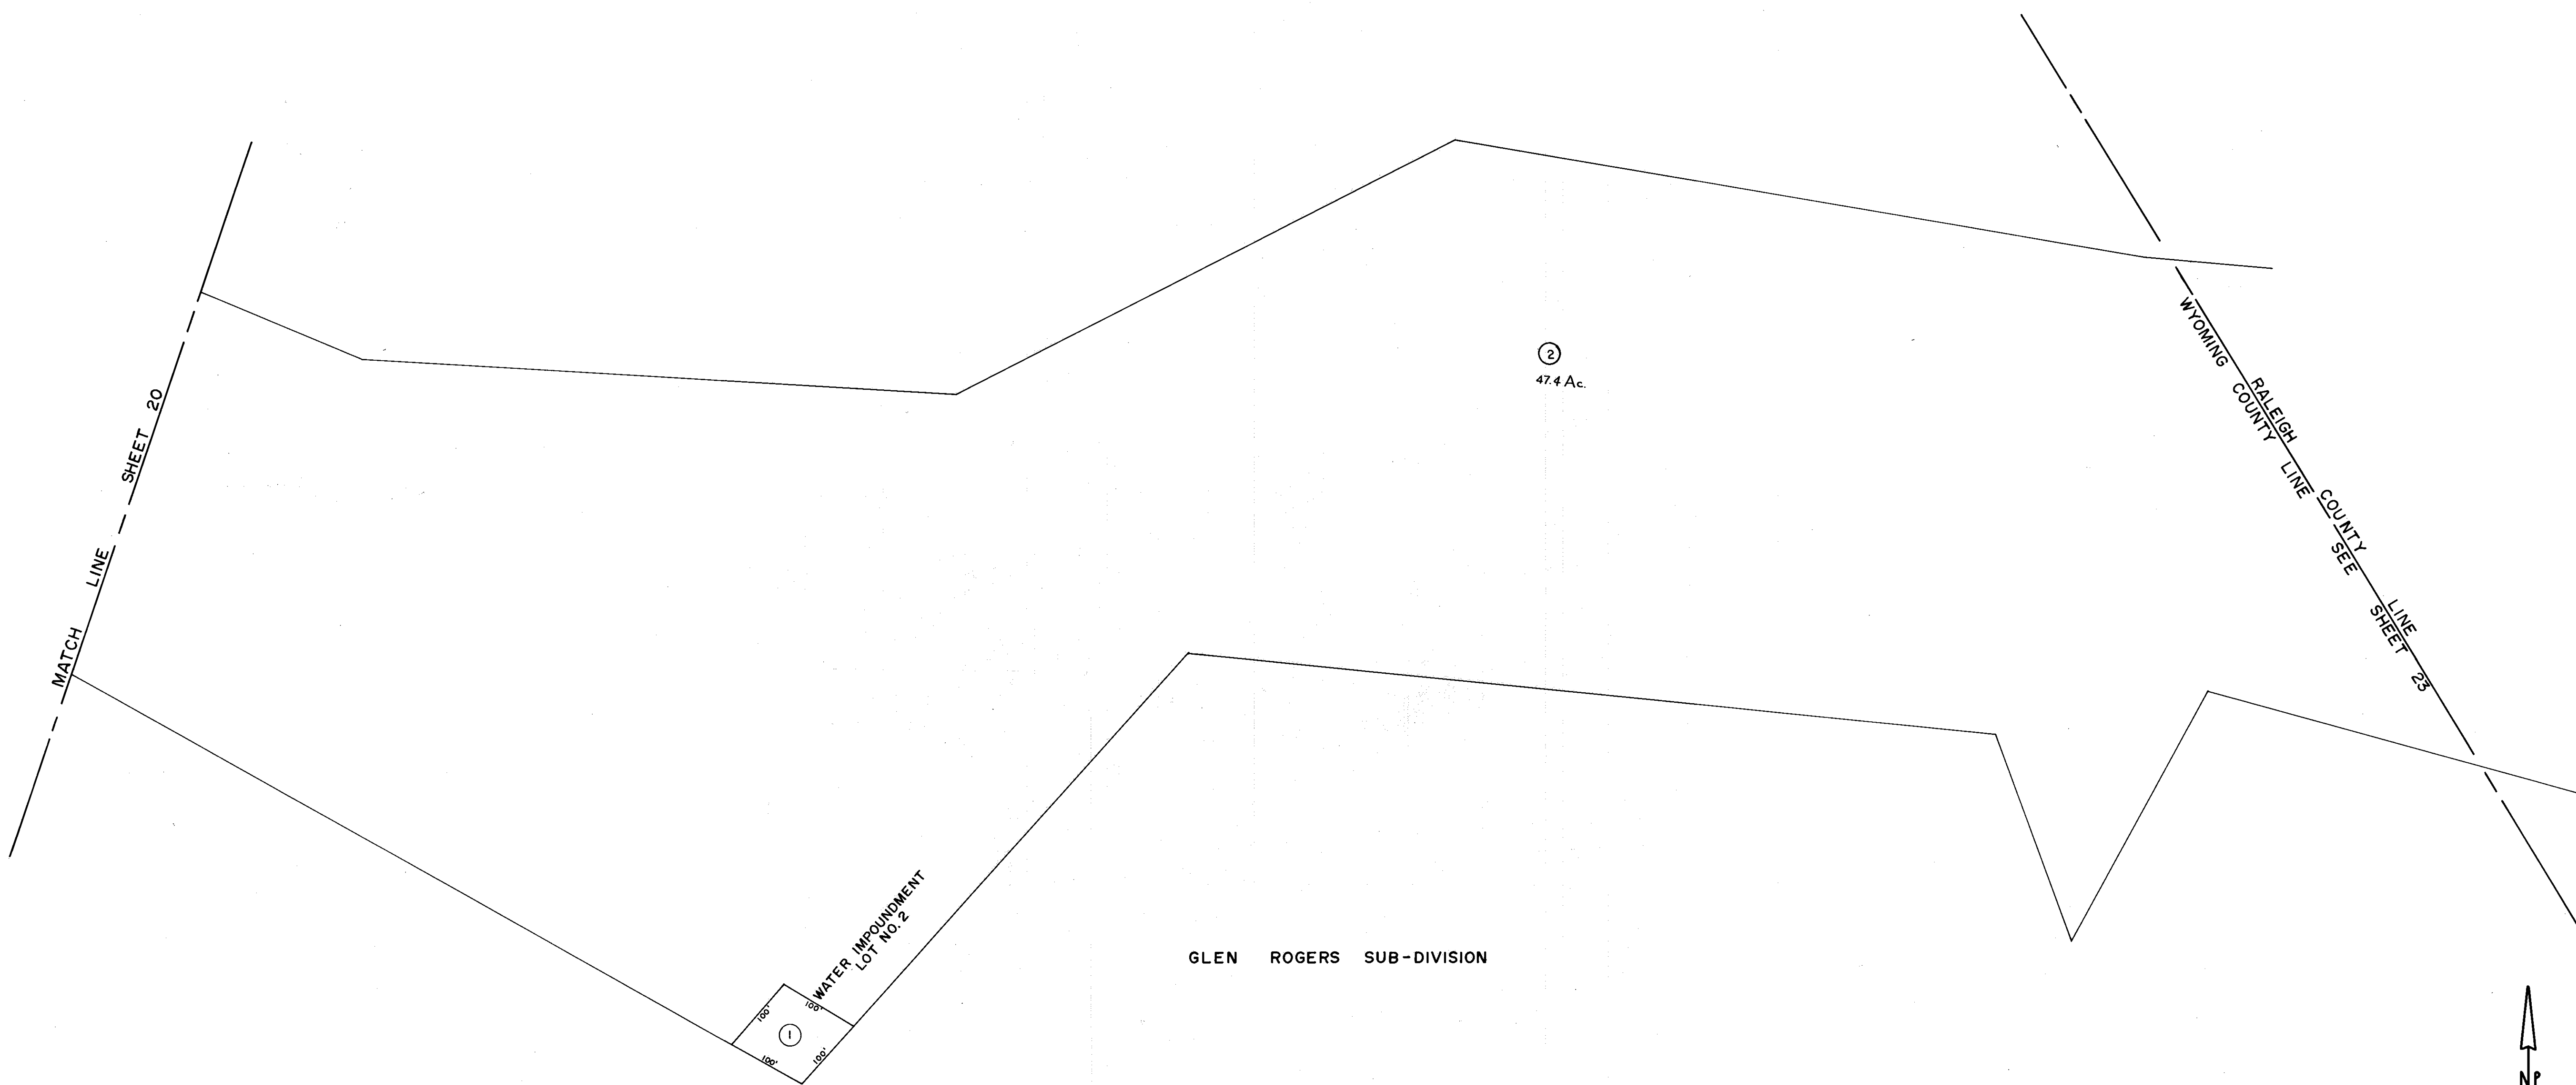 MATCH LINE SHEET 20
2
47.4 Ac.
WYOMING COUNTY LINE SEE SHEET 23
RALEIGH COUNTY LINE
WATER IMPOUNDMENT
LOT NO. 2
100'
100'
1
100'
100'
GLEN ROGERS SUB-DIVISION